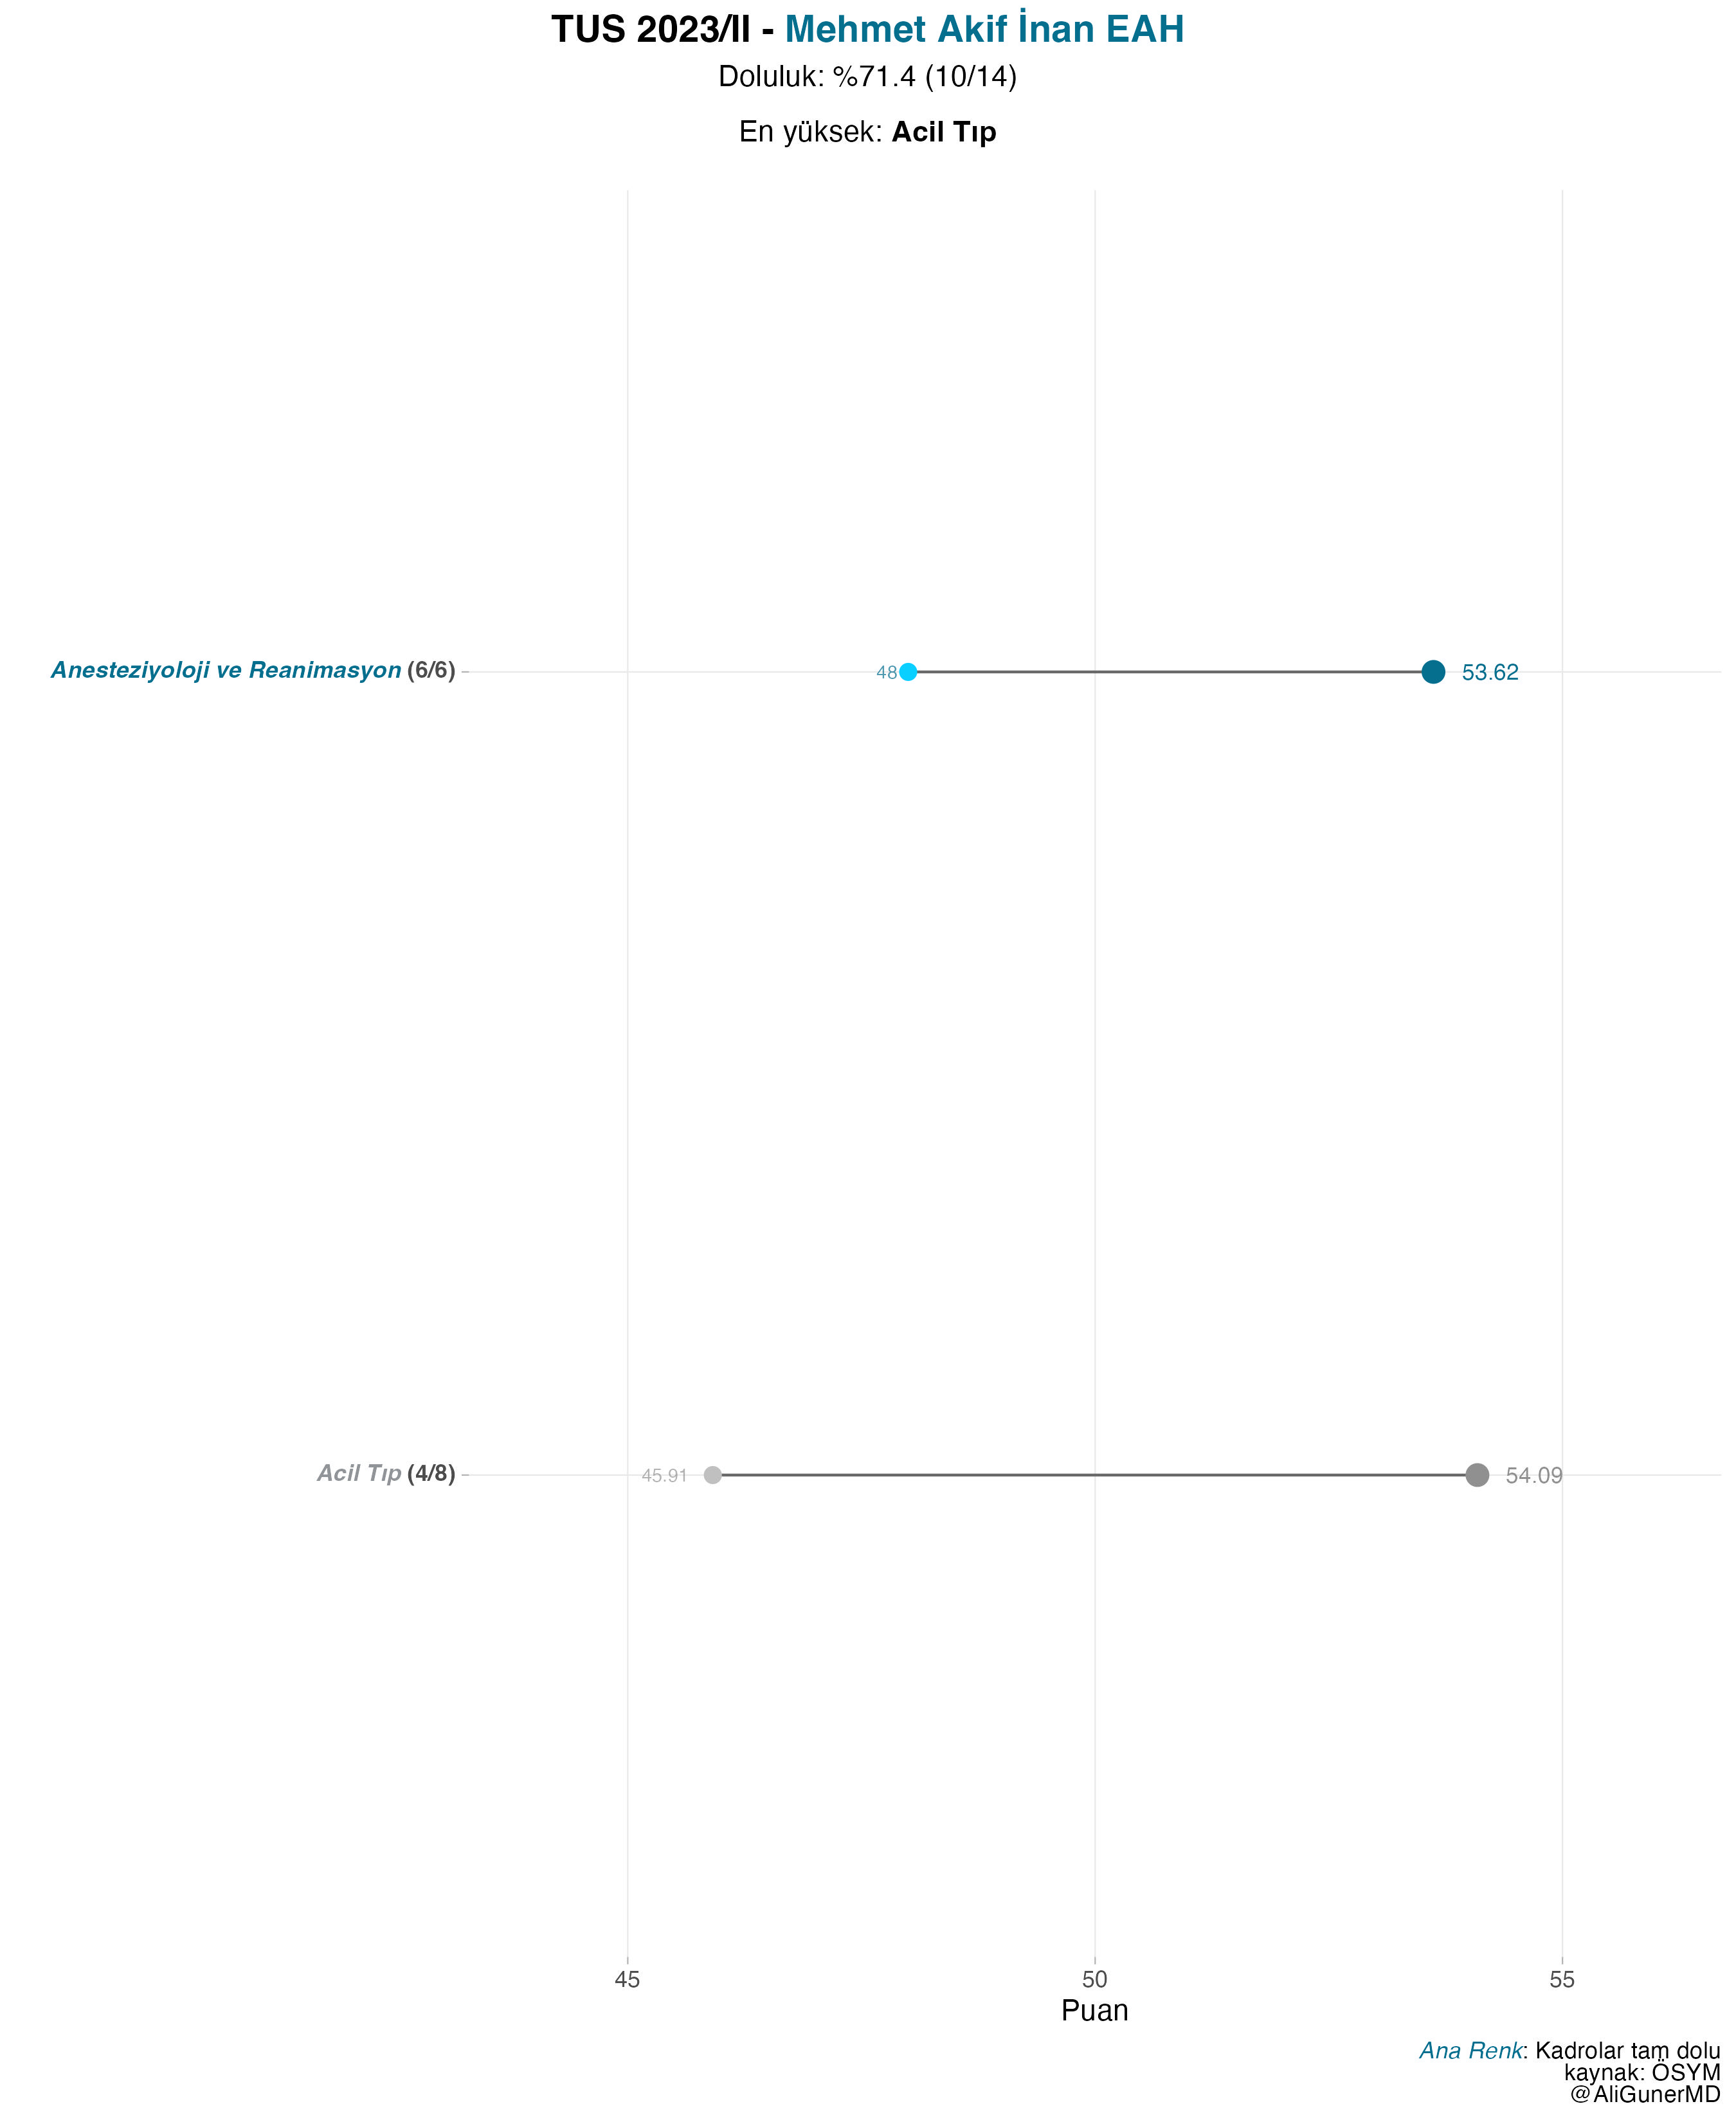 TUS 2023/II - Mehmet Akif İnan EAH
Doluluk: %71.4 (10/14)
En yüksek: Acil Tıp
Anesteziyoloji ve Reanimasyon (6/6)
48
53.62
Acil Tıp (4/8)
45.91
54.09
45
50
55
Puan
Ana Renk: Kadrolar tam dolu
kaynak: ÖSYM
@AliGunerMD